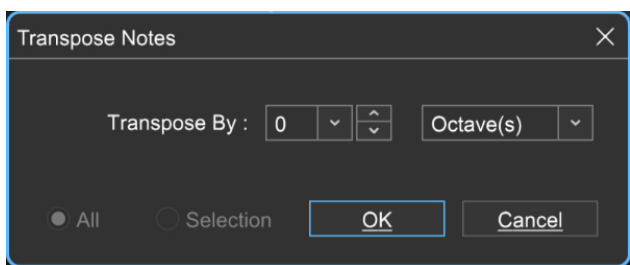 Transpose Notes
Transpose By : 0 Octave(s)
All Selection OK Cancel